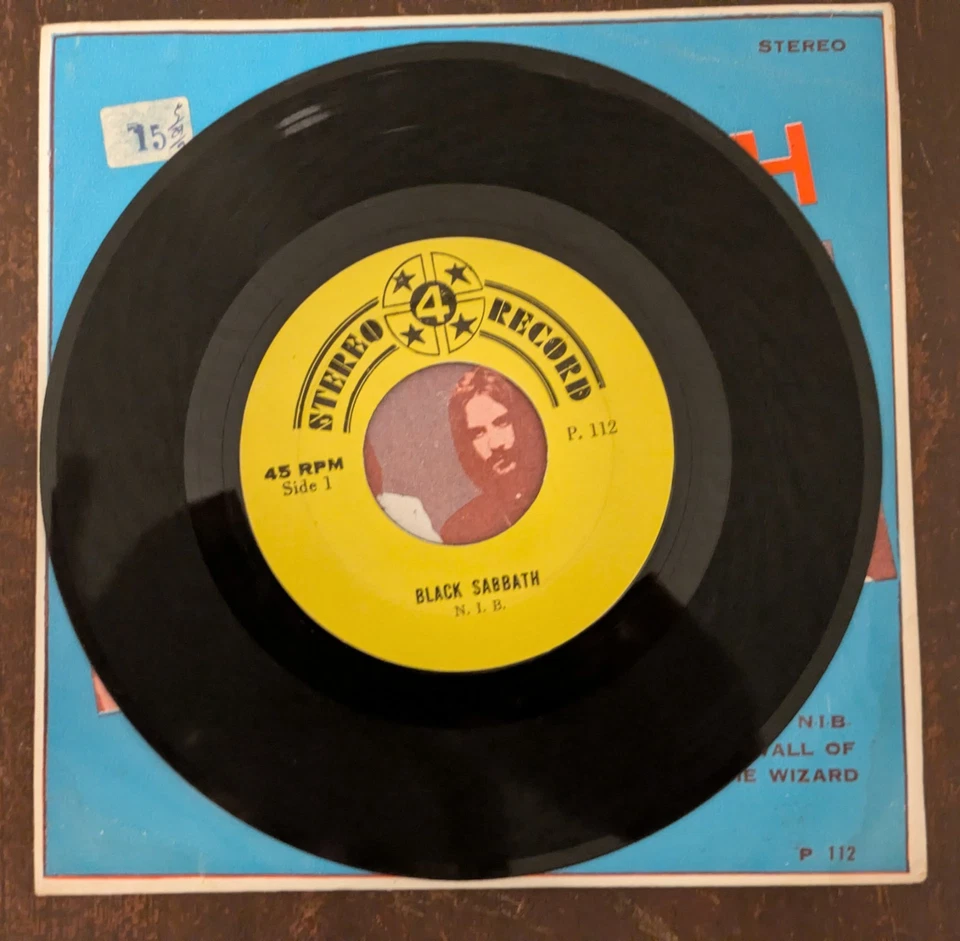 STEREO
15
H
STEREO 4 RECORD
P. 112
45 RPM
Side 1
BLACK SABBATH
N. I. B.
N·I·B·
ALL OF
WIZARD
P 112